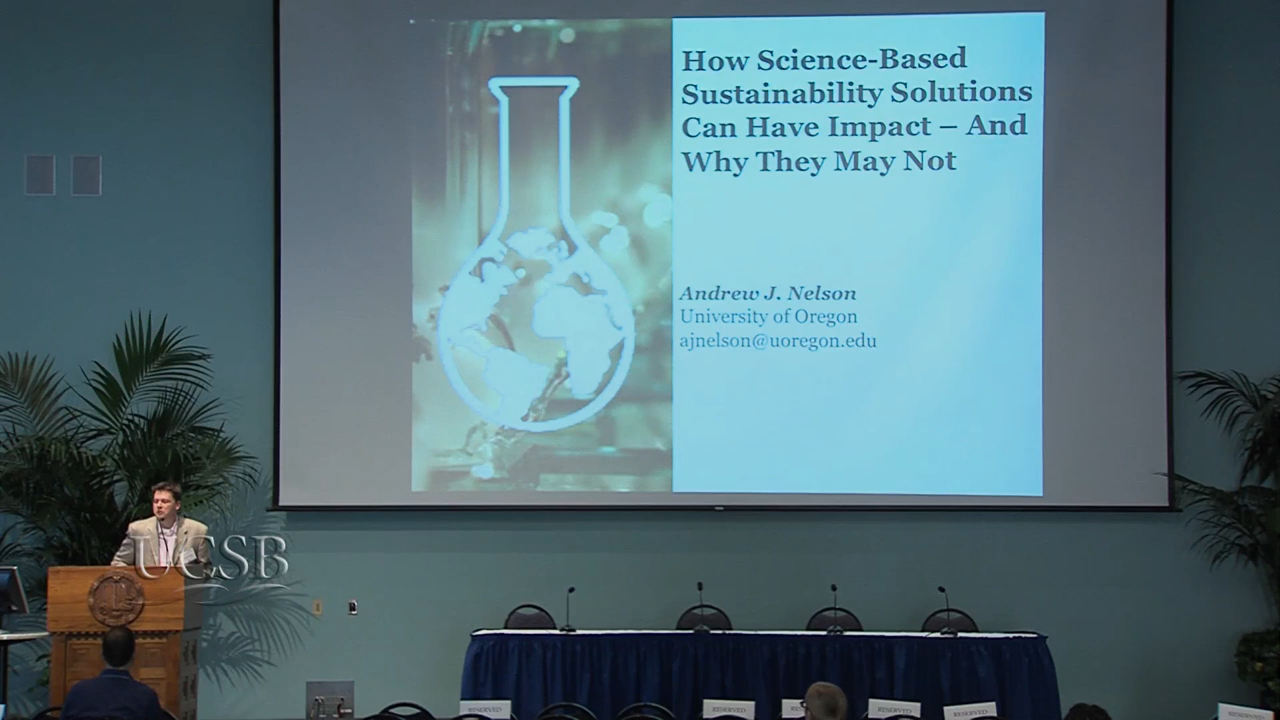 How Science-Based
Sustainability Solutions
Can Have Impact – And
Why They May Not
Andrew J. Nelson
University of Oregon
ajnelson@uoregon.edu
UCSB
RESERVED
RESERVED
RESERVED
RESERVED